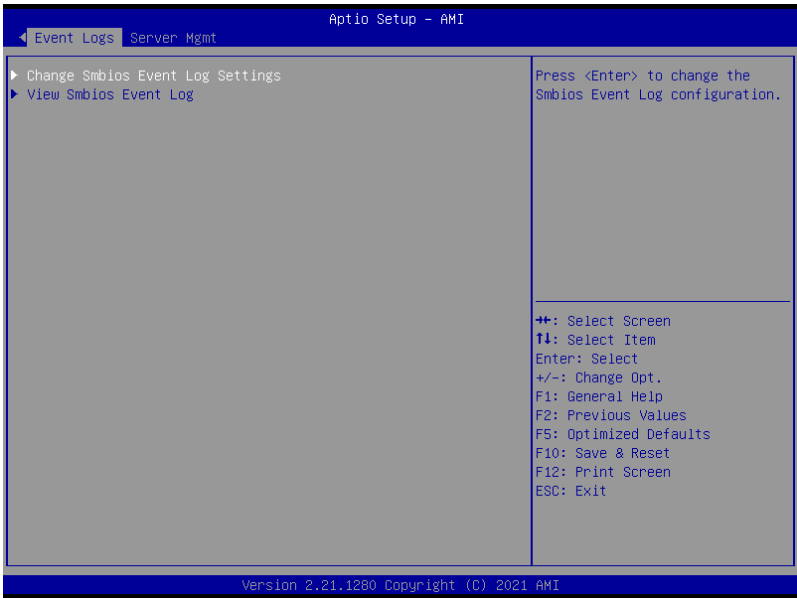 Aptio Setup - AMI
Event Logs Server Mgmt
Change Smbios Event Log Settings
View Smbios Event Log
Press <Enter> to change the
Smbios Event Log configuration.
→←: Select Screen
↑↓: Select Item
Enter: Select
+/-: Change Opt.
F1: General Help
F2: Previous Values
F5: Optimized Defaults
F10: Save & Reset
F12: Print Screen
ESC: Exit
Version 2.21.1280 Copyright (C) 2021 AMI